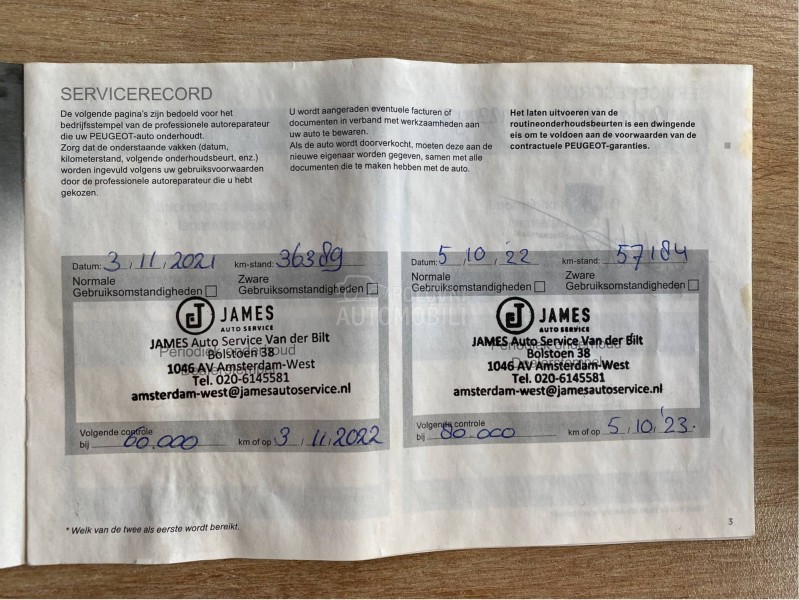 SERVICERECORD
De volgende pagina's zijn bedoeld voor het
bedrijfsstempel van de professionele autoreparateur
die uw PEUGEOT-auto onderhoudt.
Zorg dat de onderstaande vakken (datum,
kilometerstand, volgende onderhoudsbeurt, enz.)
worden ingevuld volgens uw gebruiksvoorwaarden
door de professionele autoreparateur die u hebt
gekozen.
U wordt aangeraden eventuele facturen of
documenten in verband met werkzaamheden aan
uw auto te bewaren.
Als de auto wordt doorverkocht, moeten deze aan de
nieuwe eigenaar worden gegeven, samen met alle
documenten die te maken hebben met de auto.
Het laten uitvoeren van de
routineonderhoudsbeurten is een dwingende
eis om te voldoen aan de voorwaarden van de
contractuele PEUGEOT-garanties.
Datum: 3, 11, 2021 km-stand: 36389
Normale
Gebruiksomstandigheden
Zware
Gebruiksomstandigheden
JAMES
AUTO SERVICE
JAMES Auto Service Van der Bilt
Periodiek onderhoud
Bolstoen 38
1046 AV Amsterdam-West
Tel. 020-6145581
amsterdam-west@jamesautoservice.nl
Volgende controle
bij 60.000 km of op 3, 11, 2022
Datum: 5, 10, 22 km-stand: 57184
Normale
Gebruiksomstandigheden
Zware
Gebruiksomstandigheden
JAMES
AUTO SERVICE
JAMES Auto Service Van der Bilt
Periodiek onderhoud
Bolstoen 38
1046 AV Amsterdam-West
Tel. 020-6145581
amsterdam-west@jamesautoservice.nl
Volgende controle
bij 80.000 km of op 5, 10, '23.
AUTOMOBILI
* Welk van de twee als eerste wordt bereikt.
3